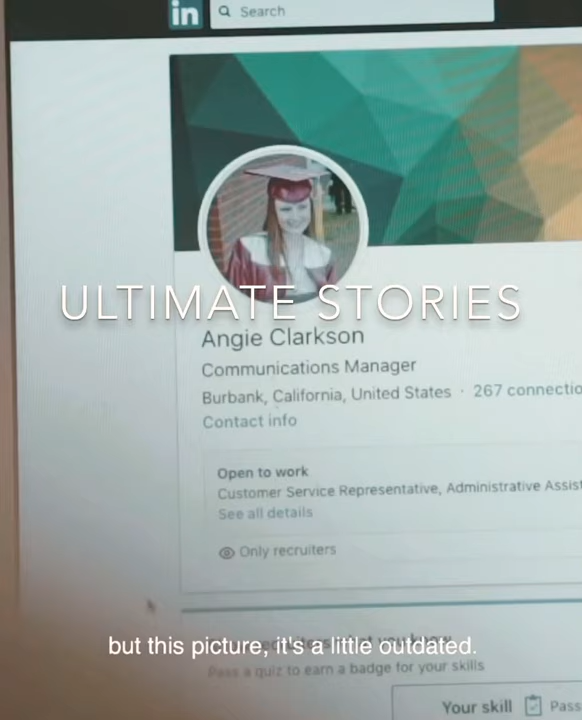 in Search
ULTIMATE STORIES
Angie Clarkson
Communications Manager
Burbank, California, United States · 267 connectio
Contact info
Open to work
Customer Service Representative, Administrative Assist
See all details
Only recruiters
but this picture, it's a little outdated.
Pass a quiz to earn a badge for your skills
Your skill Pass